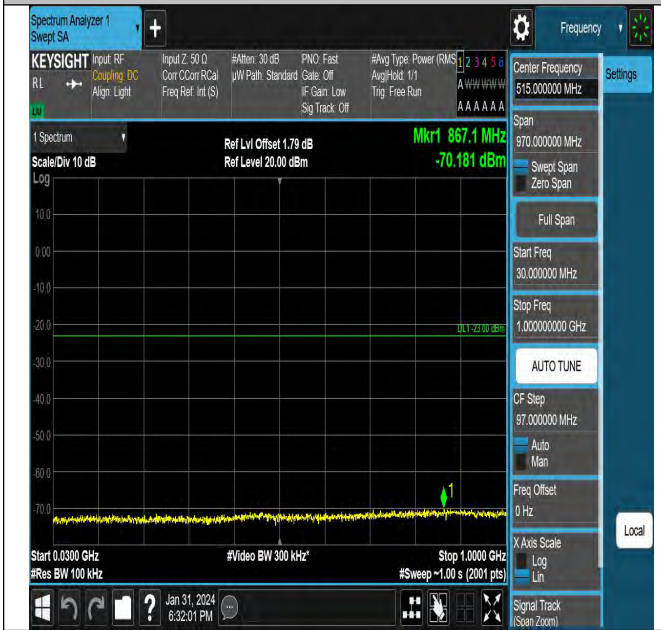 Spectrum Analyzer 1
Swept SA
+
Frequency
KEYSIGHT
RL
Input: RF
Coupling: DC
Align: Light
Input Z: 50 Ω
Corr CCorr RCal
Freq Ref: Int (S)
#Atten: 30 dB
µW Path: Standard
PNO: Fast
Gate: Off
IF Gain: Low
Sig Track: Off
#Avg Type: Power (RMS
Avg|Hold: 1/1
Trig: Free Run
1 2 3 4 5 6
A W W W W W
A A A A A A
LXI
1 Spectrum
Scale/Div 10 dB
Log
Ref Lvl Offset 1.79 dB
Ref Level 20.00 dBm
Mkr1 867.1 MHz
-70.181 dBm
10.0
0.00
-10.0
-20.0
DL1 -23.00 dBm
-30.0
-40.0
-50.0
-60.0
-70.0
1
Start 0.0300 GHz
#Res BW 100 kHz
#Video BW 300 kHz*
Stop 1.0000 GHz
#Sweep ~1.00 s (2001 pts)
?
Jan 31, 2024
6:32:01 PM
Center Frequency
515.000000 MHz
Settings
Span
970.000000 MHz
Swept Span
Zero Span
Full Span
Start Freq
30.000000 MHz
Stop Freq
1.000000000 GHz
AUTO TUNE
CF Step
97.000000 MHz
Auto
Man
Freq Offset
0 Hz
X Axis Scale
Log
Lin
Local
Signal Track
(Span Zoom)